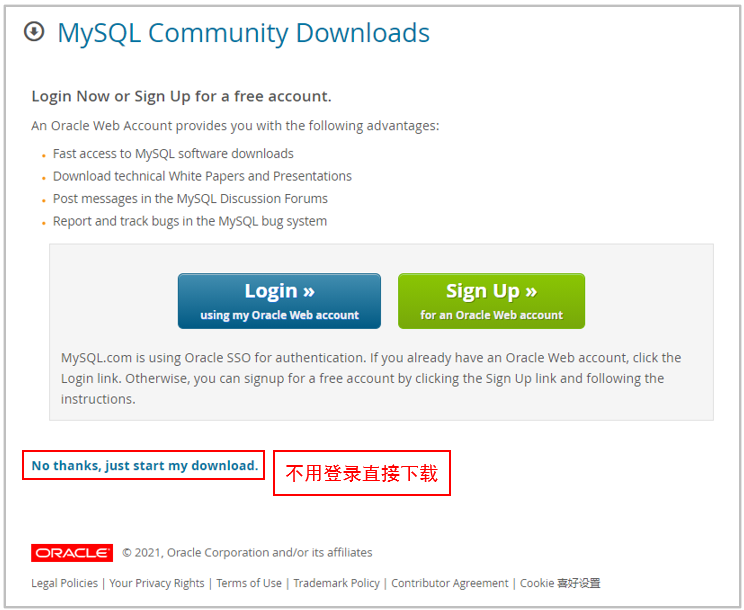 MySQL Community Downloads
Login Now or Sign Up for a free account.
An Oracle Web Account provides you with the following advantages:
Fast access to MySQL software downloads
Download technical White Papers and Presentations
Post messages in the MySQL Discussion Forums
Report and track bugs in the MySQL bug system
Login »
using my Oracle Web account
Sign Up »
for an Oracle Web account
MySQL.com is using Oracle SSO for authentication. If you already have an Oracle Web account, click the
Login link. Otherwise, you can signup for a free account by clicking the Sign Up link and following the
instructions.
No thanks, just start my download.
不用登录直接下载
ORACLE © 2021, Oracle Corporation and/or its affiliates
Legal Policies | Your Privacy Rights | Terms of Use | Trademark Policy | Contributor Agreement | Cookie 喜好设置